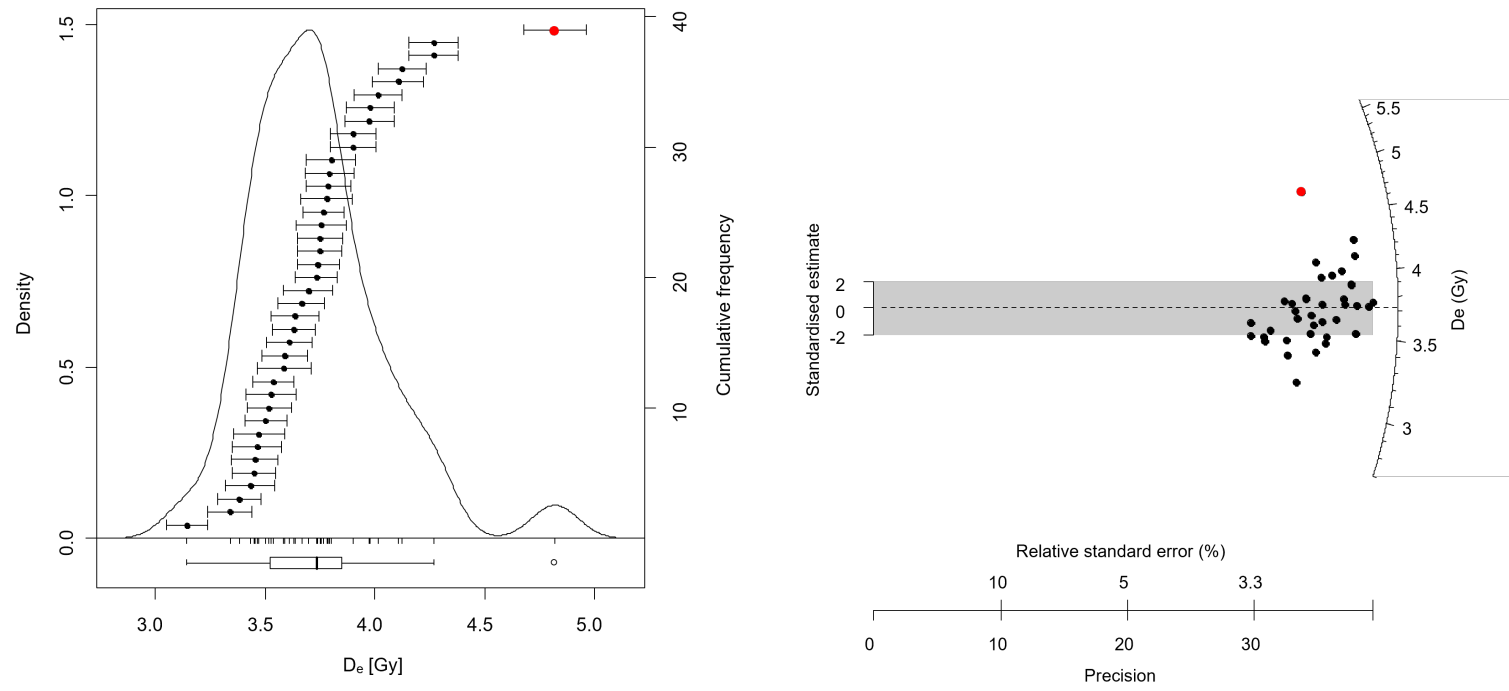 Density
0.0
0.5
1.0
1.5
3.0
3.5
4.0
4.5
5.0
Dₑ [Gy]
10
20
30
40
Cumulative frequency
Standardised estimate
2
0
-2
5.5
5
4.5
4
3.5
3
De (Gy)
Relative standard error (%)
10 5 3.3
0 10 20 30
Precision